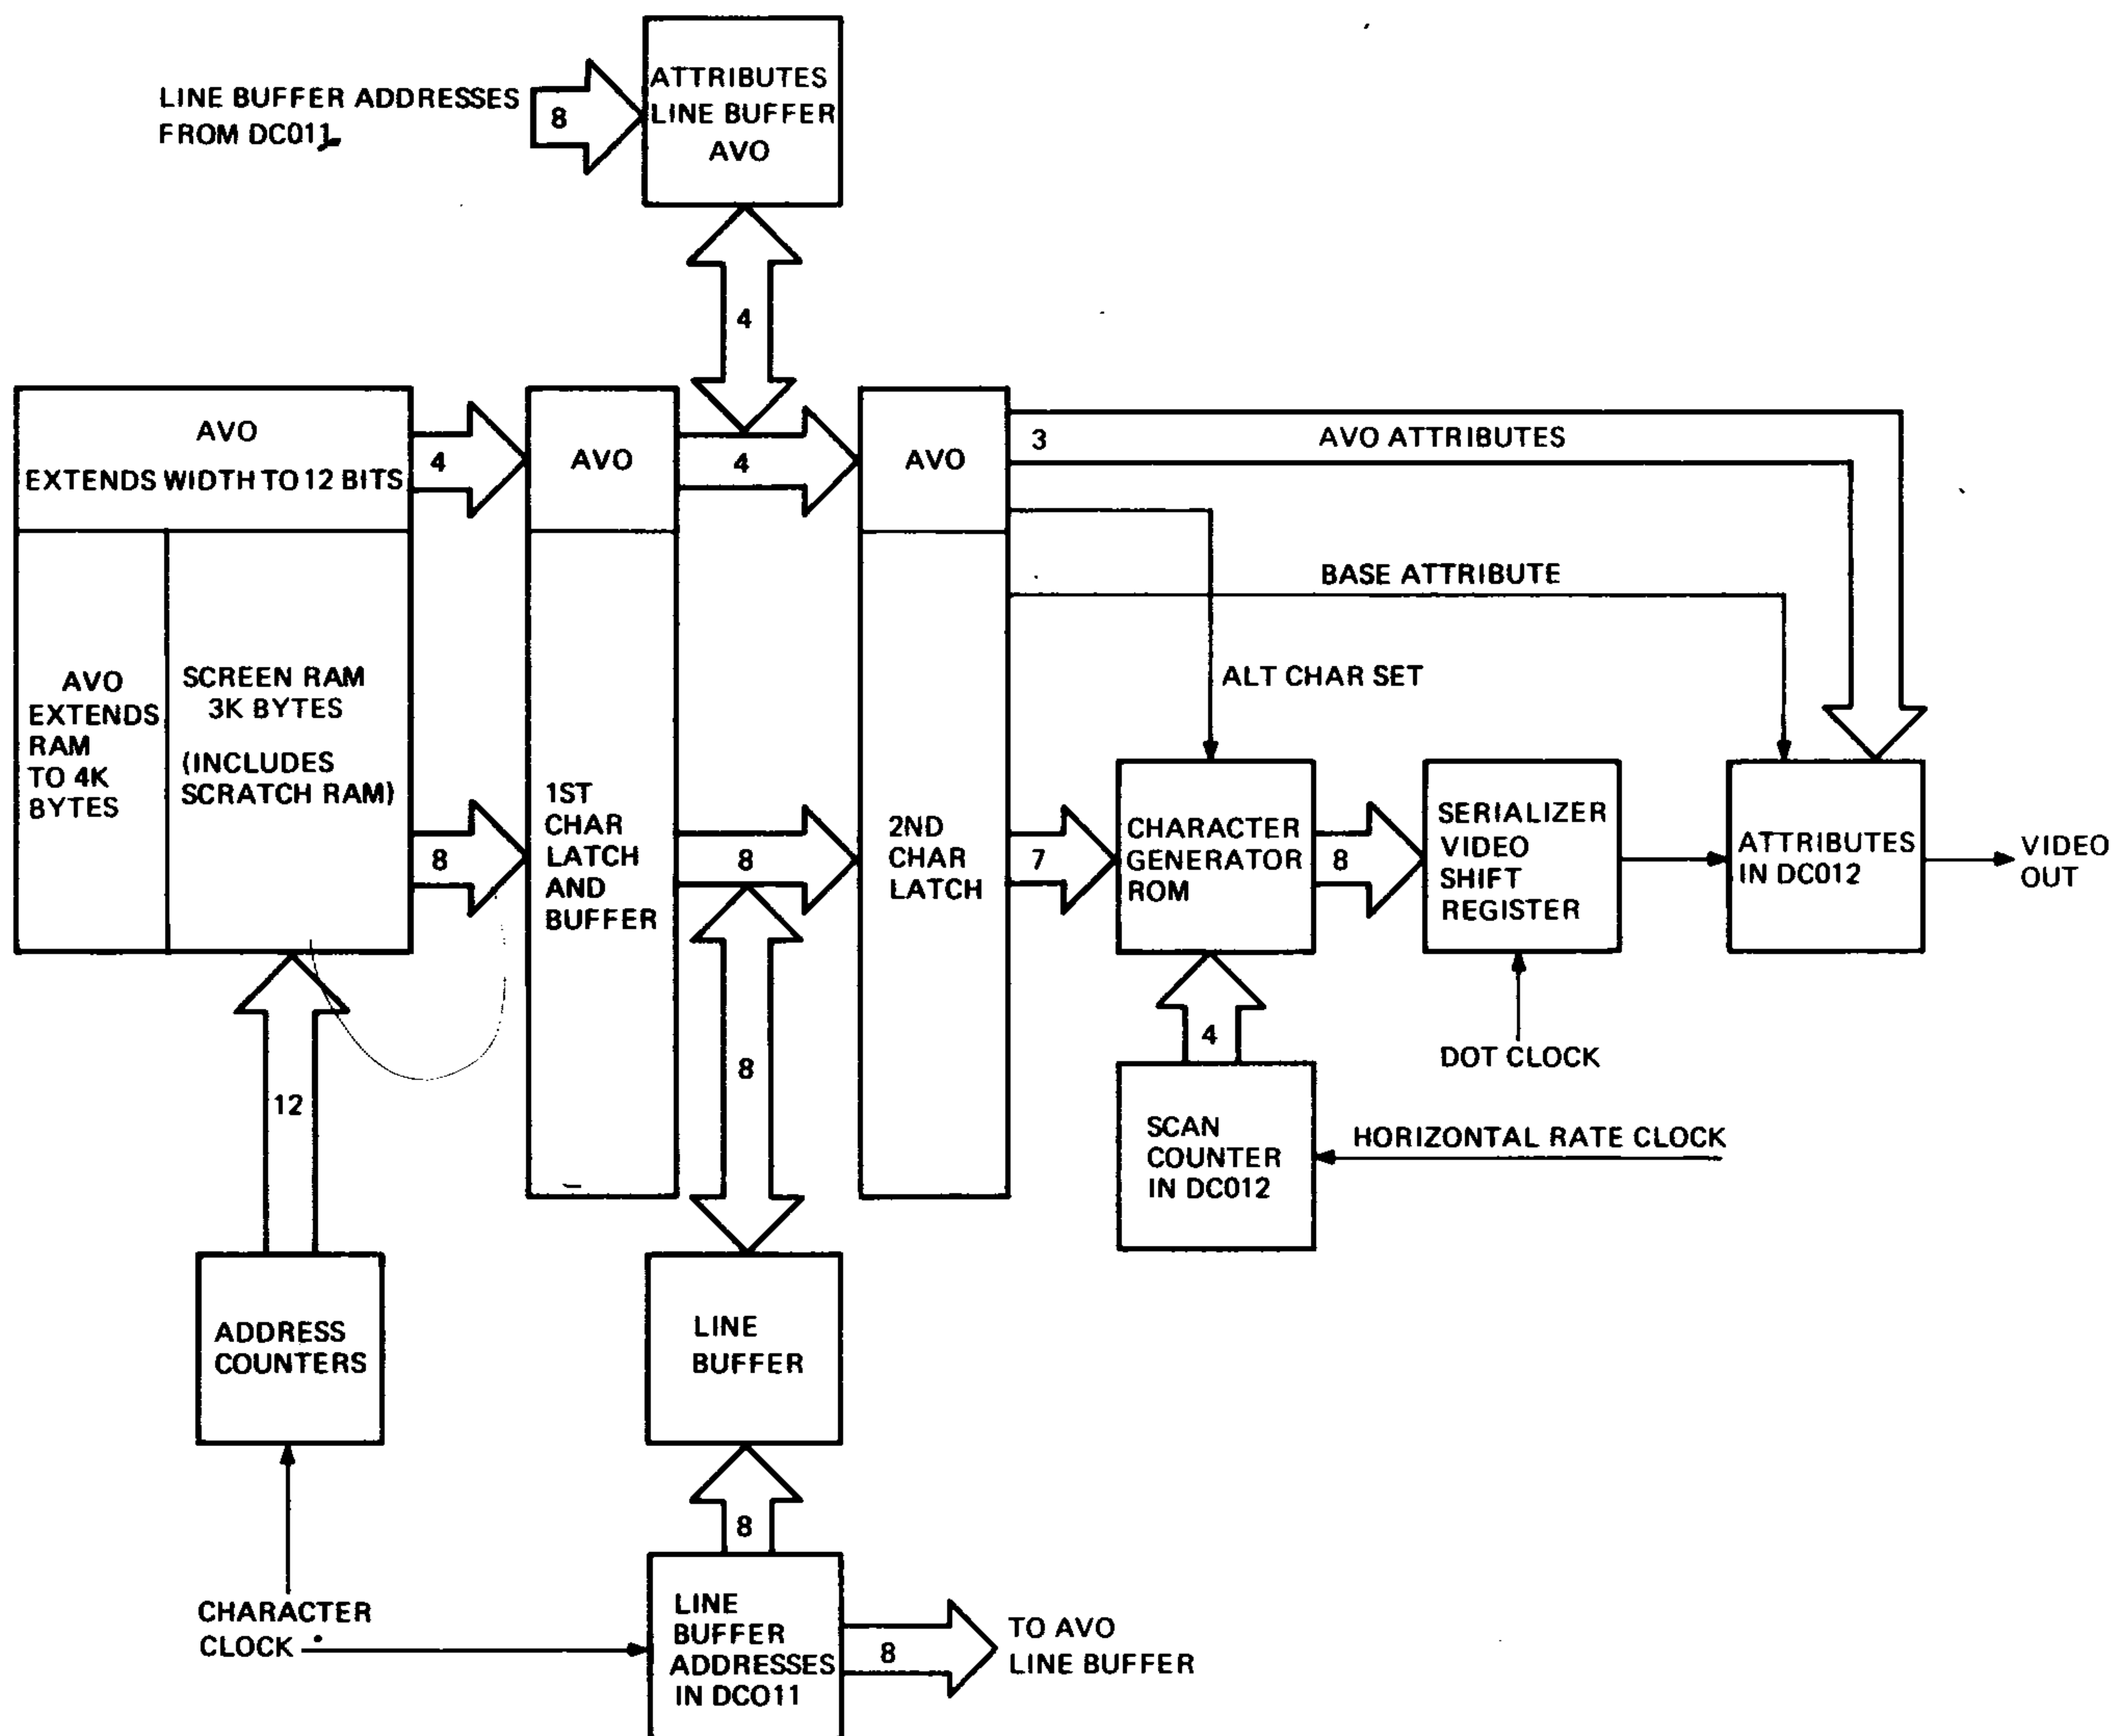 ATTRIBUTES
LINE BUFFER
AVO
LINE BUFFER ADDRESSES
FROM DC011
8
4
AVO
EXTENDS WIDTH TO 12 BITS
4
AVO
4
AVO
3
AVO ATTRIBUTES
BASE ATTRIBUTE
ALT CHAR SET
AVO
EXTENDS
RAM
TO 4K
BYTES
SCREEN RAM
3K BYTES
(INCLUDES
SCRATCH RAM)
8
1ST
CHAR
LATCH
AND
BUFFER
8
2ND
CHAR
LATCH
7
CHARACTER
GENERATOR
ROM
8
SERIALIZER
VIDEO
SHIFT
REGISTER
ATTRIBUTES
IN DC012
VIDEO
OUT
12
8
4
DOT CLOCK
SCAN
COUNTER
IN DC012
HORIZONTAL RATE CLOCK
ADDRESS
COUNTERS
LINE
BUFFER
8
CHARACTER
CLOCK
LINE
BUFFER
ADDRESSES
IN DC011
8
TO AVO
LINE BUFFER